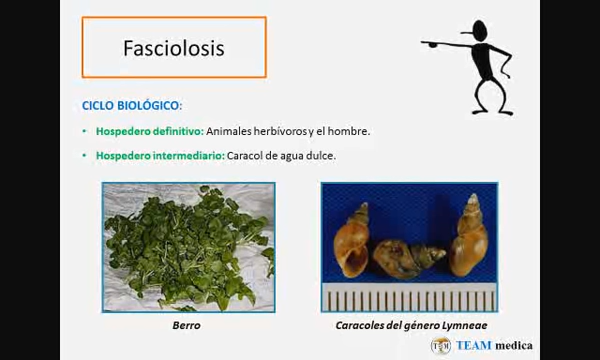 Fasciolosis
CICLO BIOLÓGICO:
• Hospedero definitivo: Animales herbívoros y el hombre.
• Hospedero intermediario: Caracol de agua dulce.
Berro
Caracoles del género Lymneae
TEAM medica